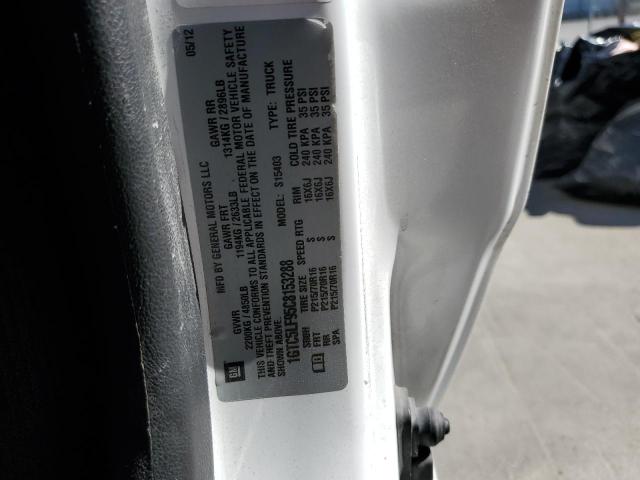 MFD BY GENERAL MOTORS LLC 05/12
GVWR GAWR FRT GAWR RR
2200KG / 4850LB 1194KG / 2633LB 1314KG / 2896LB
THIS VEHICLE CONFORMS TO ALL APPLICABLE FEDERAL MOTOR VEHICLE SAFETY
AND THEFT PREVENTION STANDARDS IN EFFECT ON THE DATE OF MANUFACTURE
SHOWN ABOVE. MODEL: S15403 TYPE: TRUCK
1GTC5LF95C8153288
TIRE SIZE SPEED RTG RIM COLD TIRE PRESSURE
FRT P215/70R16 S 16X6J 240 KPA 35 PSI
RR P215/70R16 S 16X6J 240 KPA 35 PSI
SPA P215/70R16 S 16X6J 240 KPA 35 PSI
GM